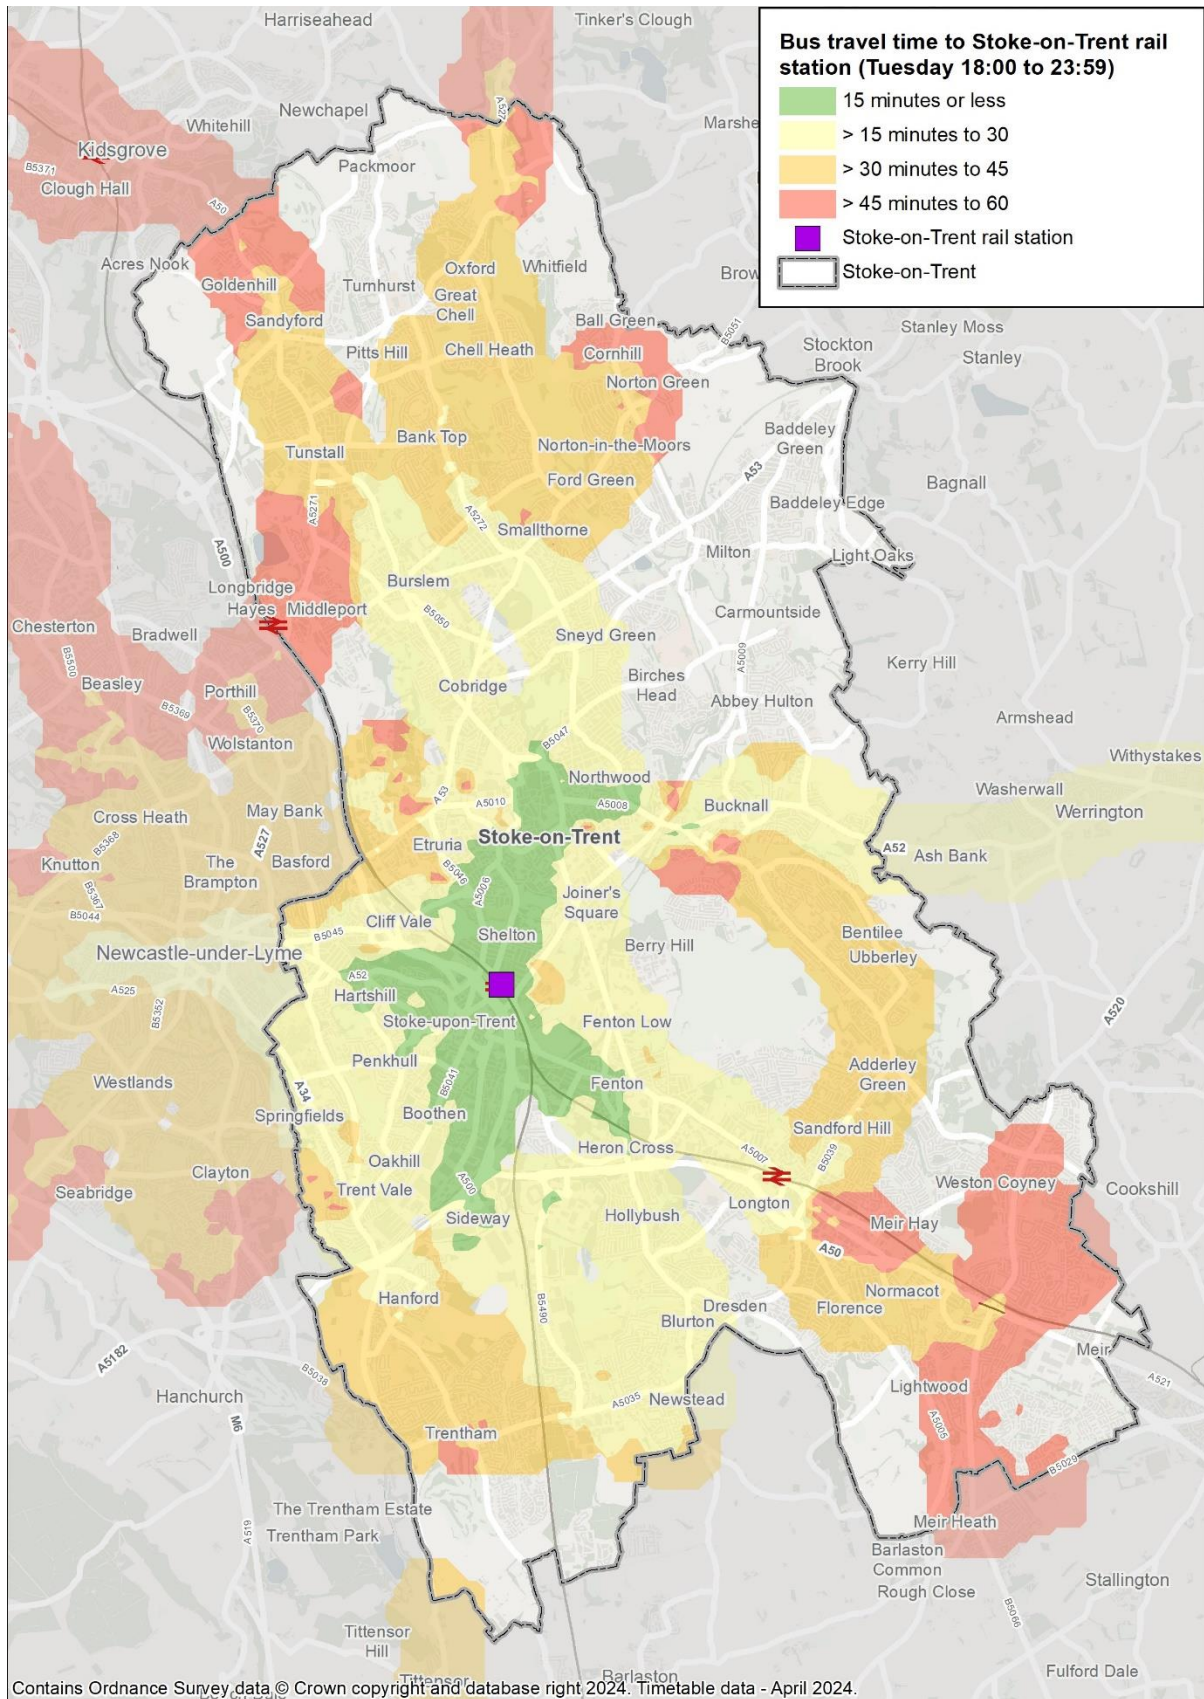 Harriseahead
Tinker's Clough
Bus travel time to Stoke-on-Trent rail
station (Tuesday 18:00 to 23:59)
15 minutes or less
> 15 minutes to 30
> 30 minutes to 45
> 45 minutes to 60
Stoke-on-Trent rail station
Stoke-on-Trent
Newchapel
A527
Whitehill
Marshe
Kidsgrove
B5371
Packmoor
Clough Hall
A50
Acres Nook
Goldenhill
Turnhurst
Oxford
Whitfield
Brow
Great
Chell
Sandyford
Ball Green
B5051
Stanley Moss
Pitts Hill
Chell Heath
Cornhill
Stockton
Brook
Stanley
Norton Green
Bank Top
Norton-in-the-Moors
Baddeley
Green
Tunstall
A53
Ford Green
Bagnall
A5271
A5272
Smallthorne
Baddeley Edge
A500
Milton
Light Oaks
Longbridge
Hayes
Middleport
Burslem
B5050
Carmountside
Chesterton
Bradwell
Sneyd Green
A5009
Kerry Hill
B5500
Beasley
Porthill
Cobridge
Birches
Head
Abbey Hulton
B5369
B5370
Armshead
Wolstanton
B5047
Withystakes
Northwood
Washerwall
A53
A5010
A5008
Bucknall
Werrington
Cross Heath
May Bank
Stoke-on-Trent
B5368
A527
Etruria
A52
Ash Bank
Knutton
The
Brampton
Basford
B5046
A5006
Joiner's
Square
B5367
B5044
Cliff Vale
B5045
Shelton
Berry Hill
Bentilee
Ubberley
Newcastle-under-Lyme
A52
A525
Hartshill
B5352
Stoke-upon-Trent
Fenton Low
A520
Penkhull
Adderley
Green
Westlands
A34
B5041
Fenton
Springfields
Boothen
Sandford Hill
Heron Cross
A5007
B5039
Oakhill
Clayton
A500
Weston Coyney
Seabridge
Trent Vale
Longton
Cookshill
Sideway
Hollybush
Meir Hay
A50
Hanford
B5490
Normacot
Dresden
Florence
Blurton
Meir
A5182
B5038
Hanchurch
A521
M6
Lightwood
A5035
Newstead
A5005
Trentham
B5029
A519
The Trentham Estate
Trentham Park
Meir Heath
Barlaston
Common
Rough Close
Stallington
B5066
Tittensor
Hill
Fulford Dale
Tittensor
Barlaston
Contains Ordnance Survey data © Crown copyright and database right 2024. Timetable data - April 2024.